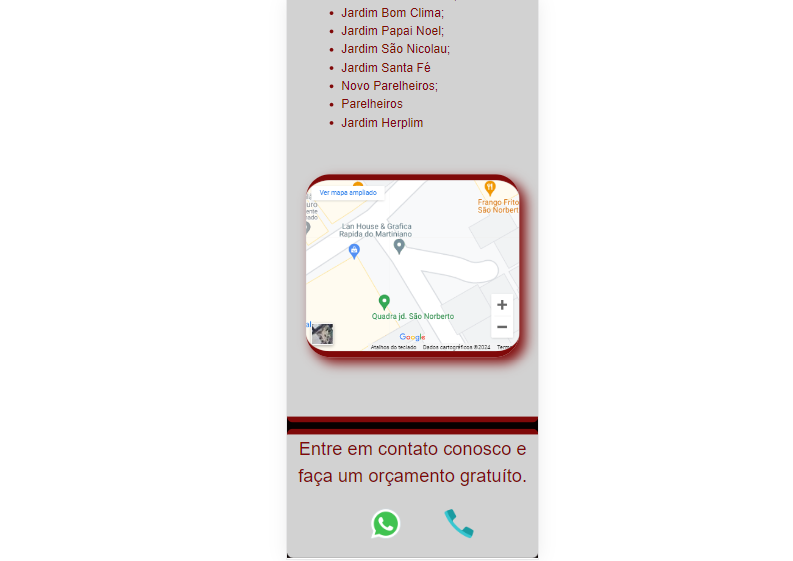 Jardim Bom Clima;
Jardim Papai Noel;
Jardim São Nicolau;
Jardim Santa Fé
Novo Parelheiros;
Parelheiros
Jardim Herplim
Ver mapa ampliado
Frango Frito
São Norbert
Lan House & Grafica
Rapida do Martiniano
Quadra jd. São Norberto
+
−
Google
Atalhos do teclado Dados cartográficos ©2024
Entre em contato conosco e
faça um orçamento gratuíto.